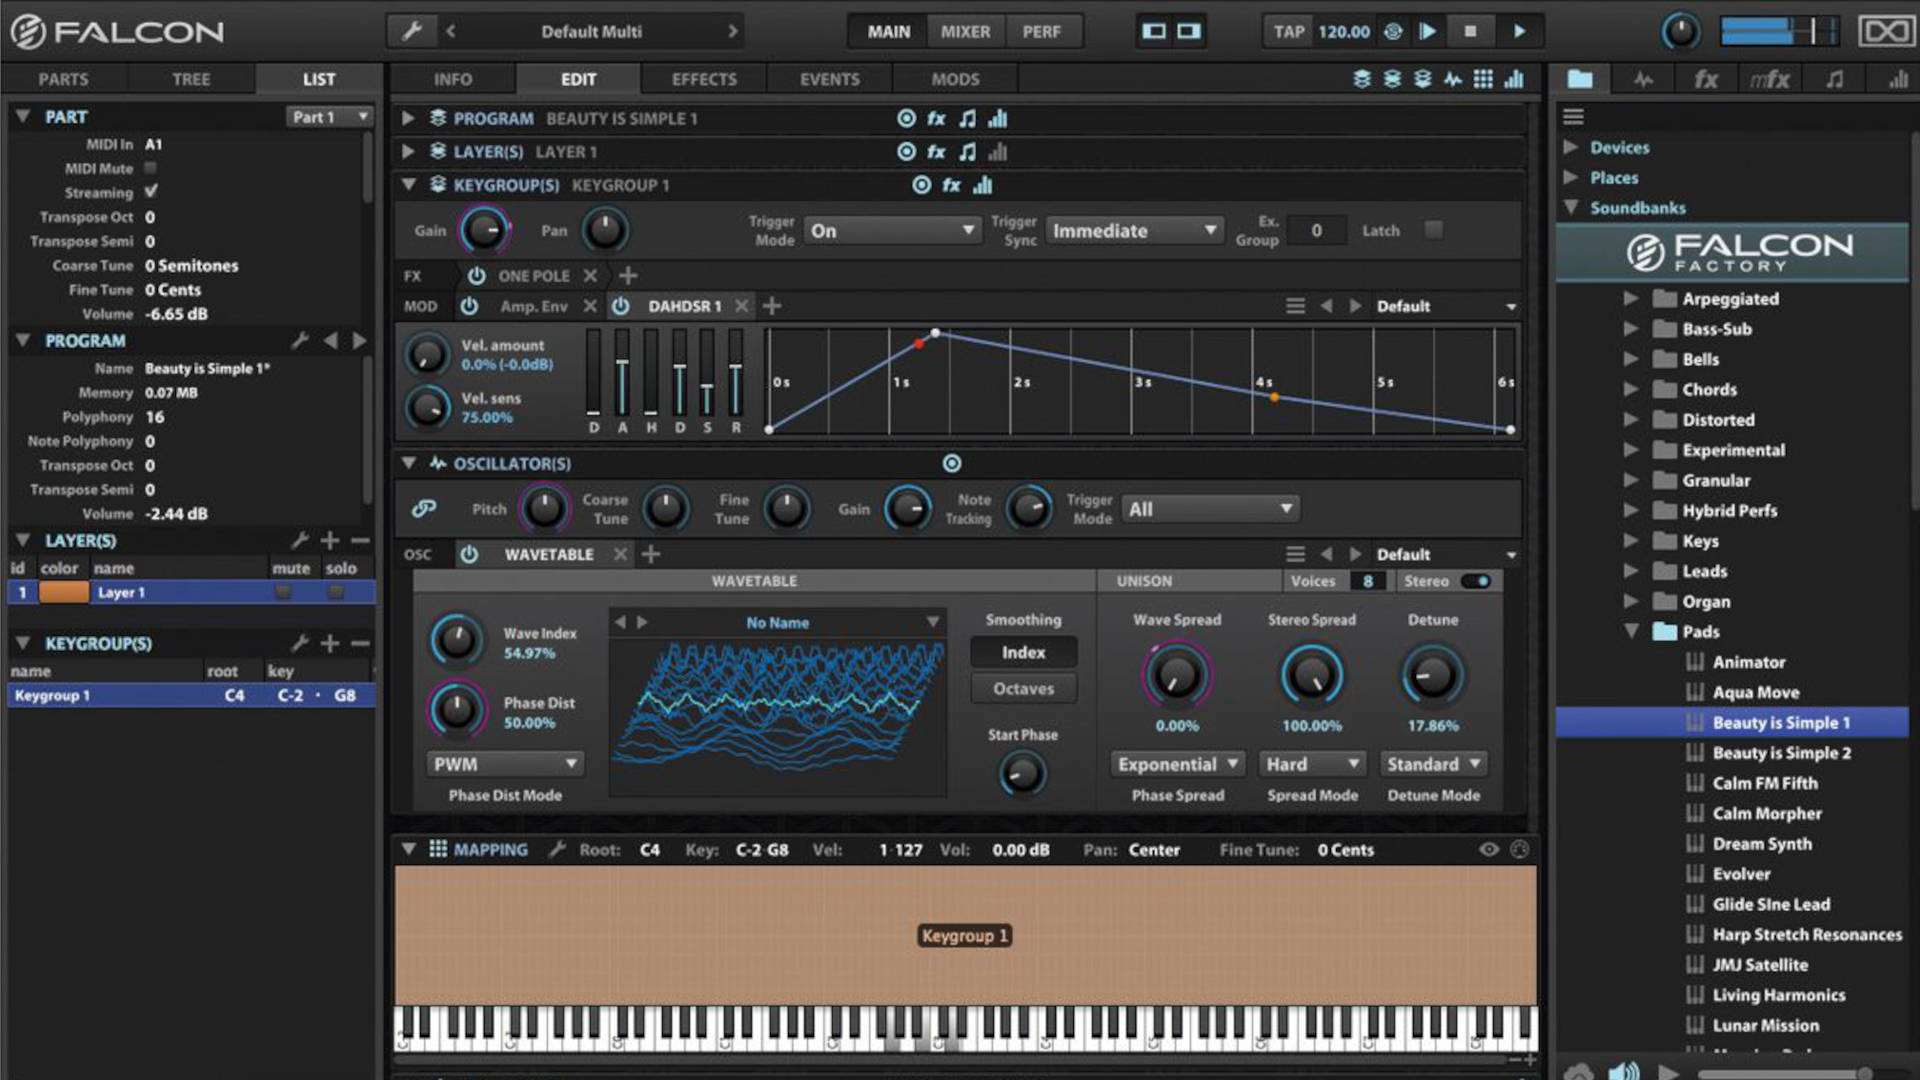 FALCON
Default Multi
MAIN MIXER PERF
TAP 120.00
PARTS TREE LIST
INFO EDIT EFFECTS EVENTS MODS
fx mfx
PART Part 1
MIDI In A1
MIDI Mute
Streaming
Transpose Oct 0
Transpose Semi 0
Coarse Tune 0 Semitones
Fine Tune 0 Cents
Volume -6.65 dB
PROGRAM
Name Beauty is Simple 1*
Memory 0.07 MB
Polyphony 16
Note Polyphony 0
Transpose Oct 0
Transpose Semi 0
Volume -2.44 dB
LAYER(S)
id color name mute solo
1 Layer 1
KEYGROUP(S)
name root key
Keygroup 1 C4 C-2 · G8
PROGRAM BEAUTY IS SIMPLE 1 fx
LAYER(S) LAYER 1 fx
KEYGROUP(S) KEYGROUP 1 fx
Gain Pan Trigger Mode On Trigger Sync Immediate Ex. Group 0 Latch
FX ONE POLE
MOD Amp. Env DAHDSR 1 Default
Vel. amount
0.0% (-0.0dB)
Vel. sens
75.00%
D A H D S R
0s 1s 2s 3s 4s 5s 6s
OSCILLATOR(S)
Pitch Coarse Tune Fine Tune Gain Note Tracking Trigger Mode All
OSC WAVETABLE Default
WAVETABLE UNISON Voices 8 Stereo
Wave Index
54.97%
Phase Dist
50.00%
PWM
Phase Dist Mode
No Name
Smoothing
Index
Octaves
Start Phase
Wave Spread Stereo Spread Detune
0.00% 100.00% 17.86%
Exponential Hard Standard
Phase Spread Spread Mode Detune Mode
MAPPING Root: C4 Key: C-2 G8 Vel: 1 127 Vol: 0.00 dB Pan: Center Fine Tune: 0 Cents
Keygroup 1
Devices
Places
Soundbanks
FALCON
FACTORY
Arpeggiated
Bass-Sub
Bells
Chords
Distorted
Experimental
Granular
Hybrid Perfs
Keys
Leads
Organ
Pads
Animator
Aqua Move
Beauty is Simple 1
Beauty is Simple 2
Calm FM Fifth
Calm Morpher
Dream Synth
Evolver
Glide SIne Lead
Harp Stretch Resonances
JMJ Satellite
Living Harmonics
Lunar Mission